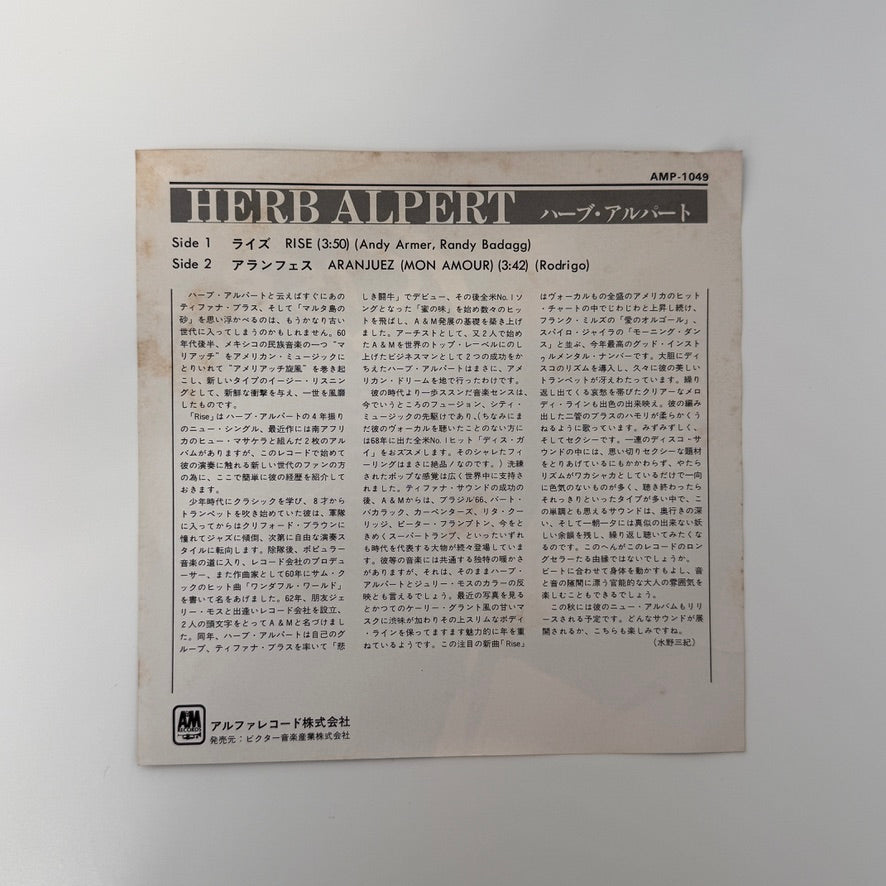 AMP-1049
HERB ALPERT ハーブ・アルパート
Side 1 ライズ RISE (3:50) (Andy Armer, Randy Badagg)
Side 2 アランフェス ARANJUEZ (MON AMOUR) (3:42) (Rodrigo)
ハーブ・アルパートと云えばすぐにあの
ティファナ・ブラス、そして「マルタ島の
砂」を思い浮かべるのは、もうかなり古い
世代に入ってしまうのかもしれません。60
年代後半、メキシコの民族音楽の一つ“マ
リアッチ”をアメリカン・ミュージックに
とりいれて“アメリアッチ旋風”を巻き起
こし、新しいタイプのイージー・リスニン
グとして、新鮮な衝撃を与え、一世を風靡
したものです。
「Rise」はハーブ・アルパートの4年振り
のニュー・シングル、最近作には南アフリ
カのヒュー・マサケラと組んだ2枚のアル
バムがありますが、このレコードで始めて
彼の演奏に触れる新しい世代のファンの方
の為に、ここで簡単に彼の経歴を紹介して
おきます。
少年時代にクラシックを学び、8才から
トランペットを吹き始めていた彼は、軍隊
に入ってからはクリフォード・ブラウンに
憧れてジャズに傾倒、次第に自由な演奏ス
タイルに転向します。除隊後、ポピュラー
音楽の道に入り、レコード会社のプロデュ
ーサー、また作曲家として60年にサム・ク
ックのヒット曲「ワンダフル・ワールド」
を書いて名をあげました。62年、朋友ジェ
リー・モスと出逢いレコード会社を設立、
2人の頭文字をとってA&Mと名づけまし
た。同年、ハーブ・アルパートは自己のグ
ループ、ティファナ・ブラスを率いて「悲
しき闘牛」でデビュー、その後全米No.1ソ
ングとなった「蜜の味」を始め数々のヒッ
トを飛ばし、A&M発展の基礎を築き上げ
ました。アーチストとして、又2人で始め
たA&Mを世界のトップ・レーベルにのし
上げたビジネスマンとして2つの成功をか
ちえたハーブ・アルパートはまさに、アメ
リカン・ドリームを地で行ったわけです。
彼の時代より一歩ススンだ音楽センスは、
今でいうところのフュージョン、シティ・
ミュージックの先駆けであり、(ちなみにま
だ彼のヴォーカルを聴いたことのない方に
は68年に出た全米No.1ヒット「ディス・ガ
イ」をおズズメします。そのシャレたフィ
ーリングはまさに絶品!なのです。)洗練
されたポップな感覚は広く世界中に支持さ
れました。ティファナ・サウンドの成功の
後、A&Mからは、ブラジル'66、バート・
バカラック、カーペンターズ、リタ・クー
リッジ、ピーター・フランプトン、今をと
きめくスーパートランプ、といったいずれ
も時代を代表する大物が続々登場していま
す。彼等の音楽には共通する独特の暖かさ
がありますが、それは、そのままハーブ・
アルパートとジュリー・モスのカラーの反
映とも言えるでしょう。最近の写真を見る
とかつてのケーリー・グラント風の甘いマ
スクに渋味が加わりその上スリムなボディ
・ラインを保ってますます魅力的に年を重
ねているようです。この注目の新曲「Rise」
はヴォーカルもの全盛のアメリカのヒット
・チャートの中でじわじわと上昇し続け、
フランク・ミルズの「愛のオルゴール」、
スパイロ・ジャイラの「モーニング・ダン
ス」と並ぶ、今年最高のグッド・インスト
ゥルメンタル・ナンバーです。大胆にディ
スコのリズムを導入し、久々に彼の美しい
トランペットが冴えわたっています。繰り
返し出てくる哀愁を帯びたクリアーなメロ
ディ・ラインも出色の出来映え。彼の編み
出した二管のブラスのハモリが柔らかくう
ねるように歌っています。みずみずしく、
そしてセクシーです。一連のディスコ・サ
ウンドの中には、思い切りセクシーな題材
をとりあげているにもかかわらず、やたら
リズムがワカシャカとしているだけで一向
に色気のないものが多く、聴き終わったら
それっきりといったタイプが多い中で、こ
の単調とも思えるサウンドは、奥行きの深
い、そして一朝一夕には真似の出来ない妖
しい余韻を残し、繰り返し聴いてみたくな
るのです。このへんがこのレコードのロン
グセラーたる由縁ではないでしょうか。
ビートに合わせて身体を動かすもよし、音
と音の隙間に漂う官能的な大人の雰囲気を
楽しむこともできるでしょう。
この秋には彼のニュー・アルバムもリリ
ースされる予定です。どんなサウンドが展
開されるか、こちらも楽しみですね。
(水野三紀)
A&M
RECORDS
アルファレコード株式会社
発売元:ビクター音楽産業株式会社